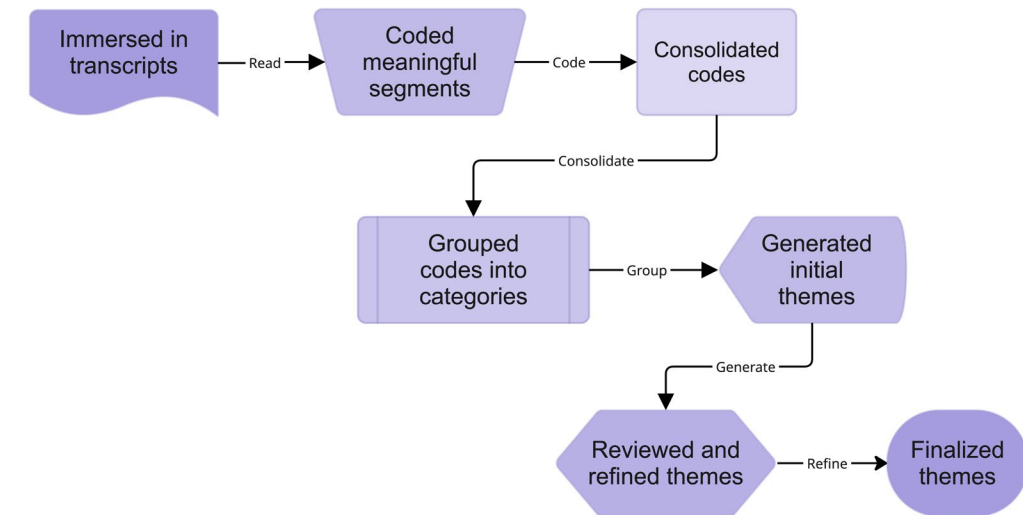 Immersed in
transcripts
Read
Coded
meaningful
segments
Code
Consolidated
codes
Consolidate
Grouped
codes into
categories
Group
Generated
initial
themes
Generate
Reviewed and
refined themes
Refine
Finalized
themes